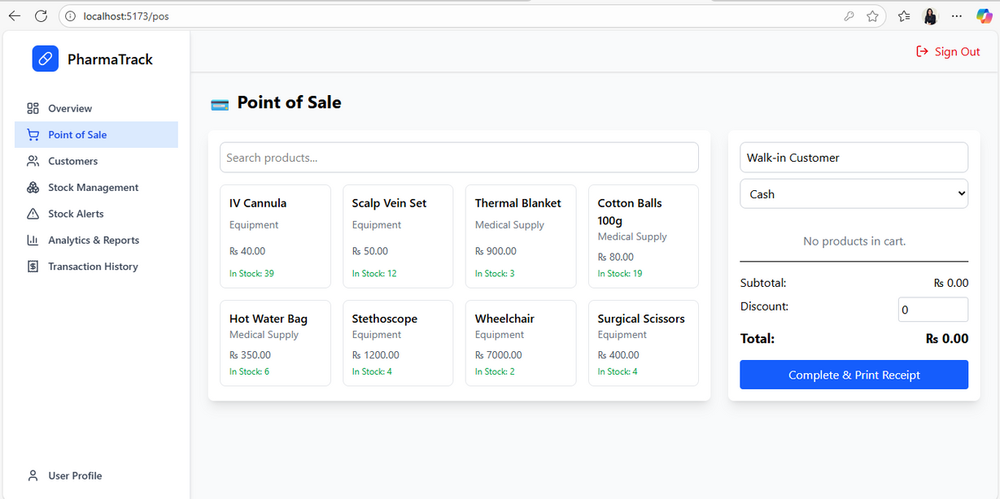 localhost:5173/pos
PharmaTrack
Sign Out
Overview
Point of Sale
Customers
Stock Management
Stock Alerts
Analytics & Reports
Transaction History
User Profile
Point of Sale
Search products...
IV Cannula
Equipment
₨ 40.00
In Stock: 39
Scalp Vein Set
Equipment
₨ 50.00
In Stock: 12
Thermal Blanket
Medical Supply
₨ 900.00
In Stock: 3
Cotton Balls
100g
Medical Supply
₨ 80.00
In Stock: 19
Hot Water Bag
Medical Supply
₨ 350.00
In Stock: 6
Stethoscope
Equipment
₨ 1200.00
In Stock: 4
Wheelchair
Equipment
₨ 7000.00
In Stock: 2
Surgical Scissors
Equipment
₨ 400.00
In Stock: 4
Walk-in Customer
Cash
No products in cart.
Subtotal: ₨ 0.00
Discount: 0
Total: ₨ 0.00
Complete & Print Receipt